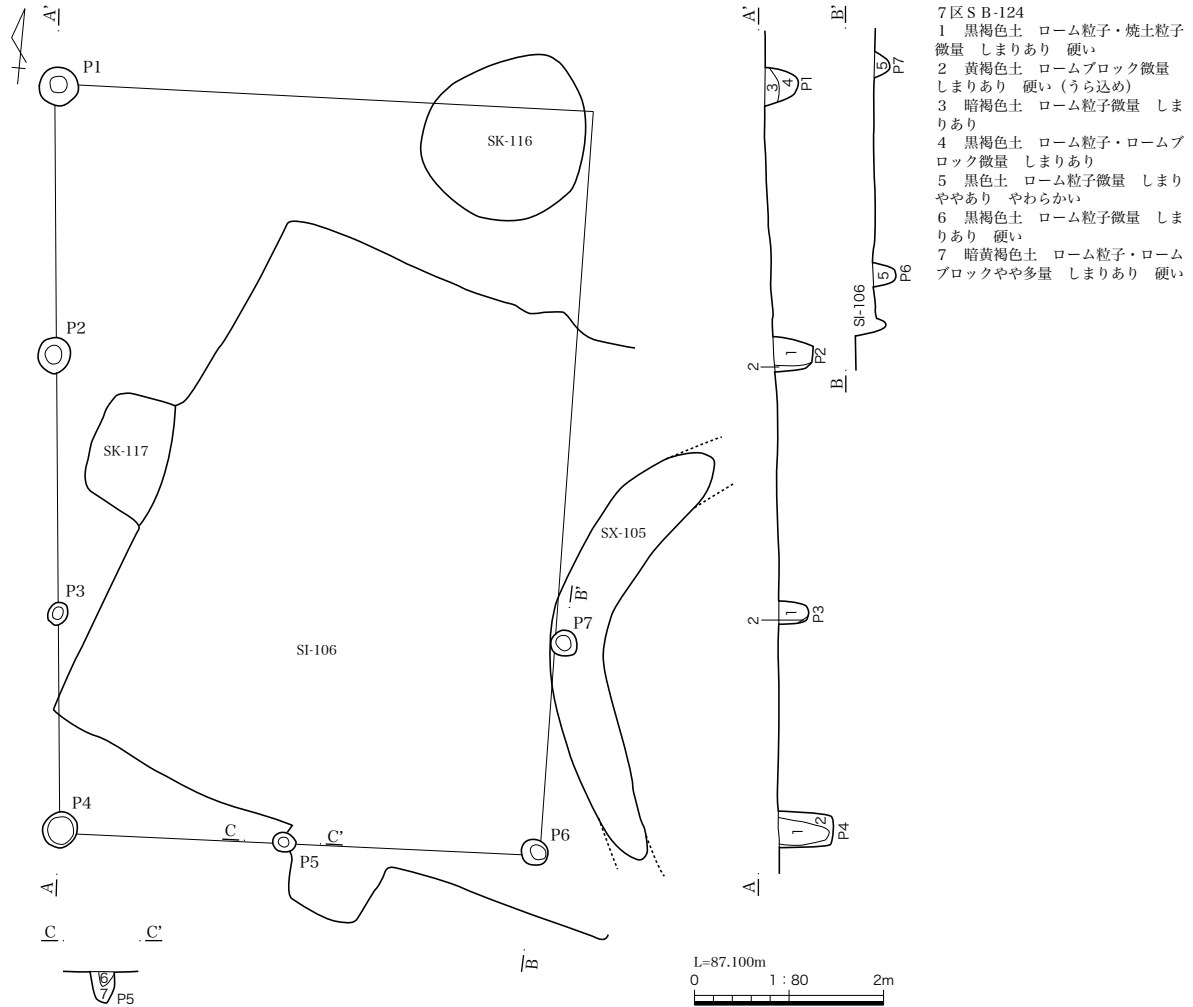 7区ＳＢ-124
1　黒褐色土　ローム粒子・焼土粒子
微量　しまりあり　硬い
2　黄褐色土　ロームブロック微量
しまりあり　硬い（うら込め）
3　暗褐色土　ローム粒子微量　しま
りあり
4　黒褐色土　ローム粒子・ロームブ
ロック微量　しまりあり
5　黒色土　ローム粒子微量　しまり
ややあり　やわらかい
6　黒褐色土　ローム粒子微量　しま
りあり　硬い
7　暗黄褐色土　ローム粒子・ローム
ブロックやや多量　しまりあり　硬い
A'
P1
SK-116
P2
SK-117
SX-105
P3
B'
P7
SI-106
P4
C
C'
P5
P6
A
B
C
C'
6
7
P5
A'
3
4
P1
1
2
P2
1
2
P3
1
2
P4
A
B'
5
P7
5
P6
SI-106
B
L=87.100m
0
1：80
2m